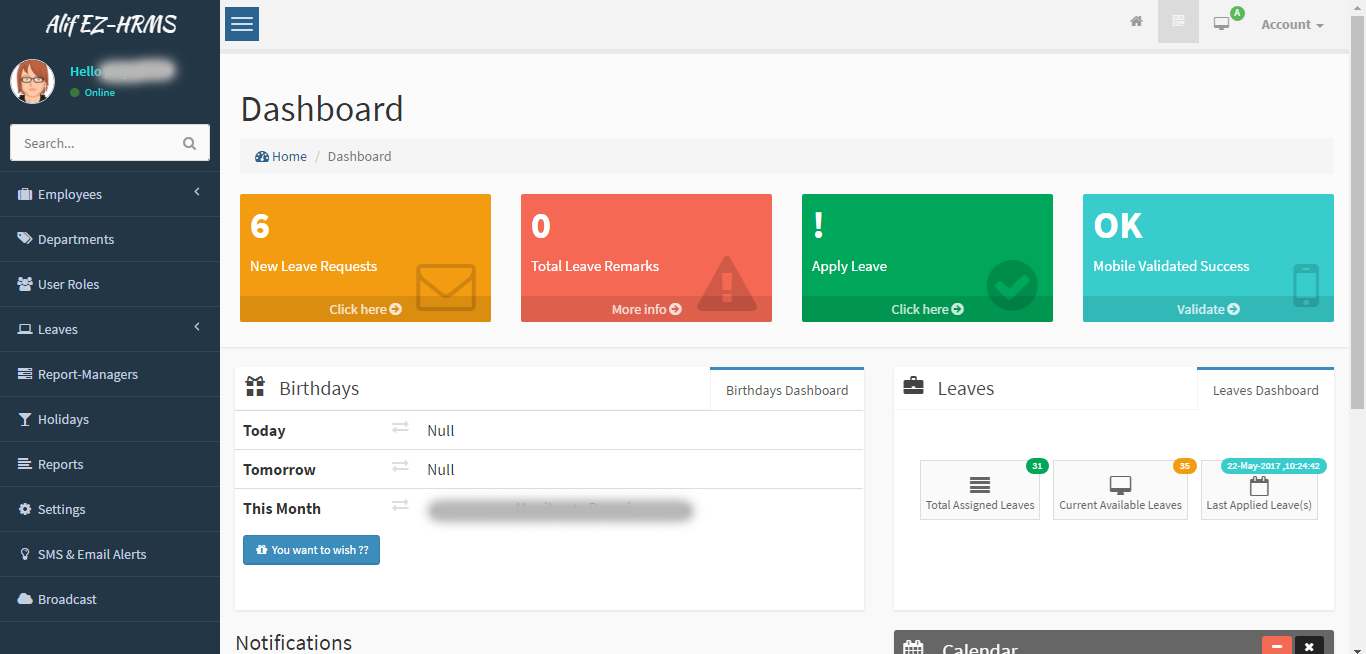 Alif EZ-HRMS
Hello
Online
Search...
Employees
Departments
User Roles
Leaves
Report-Managers
Holidays
Reports
Settings
SMS & Email Alerts
Broadcast
A
Account
Dashboard
Home / Dashboard
6
New Leave Requests
Click here
0
Total Leave Remarks
More info
!
Apply Leave
Click here
OK
Mobile Validated Success
Validate
Birthdays
Birthdays Dashboard
Today Null
Tomorrow Null
This Month
You want to wish ??
Leaves
Leaves Dashboard
31
Total Assigned Leaves
35
Current Available Leaves
22-May-2017 ,10:24:42
Last Applied Leave(s)
Notifications
Calendar